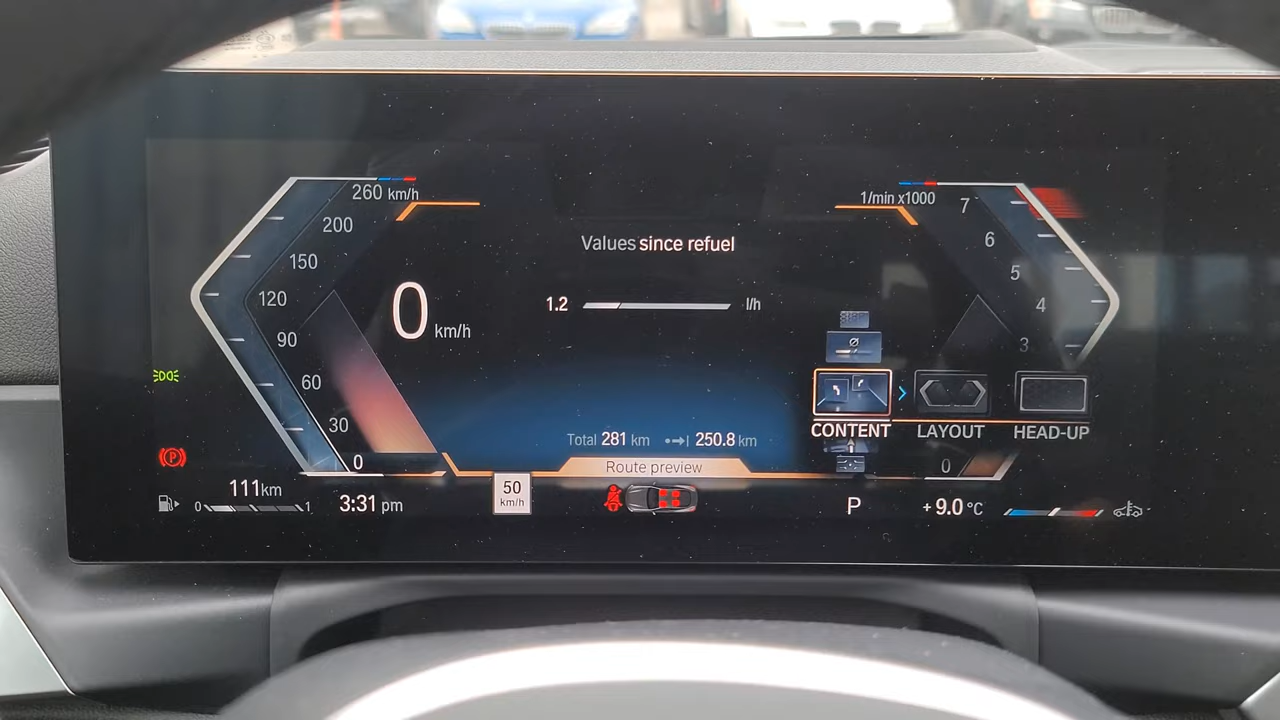 260 km/h
200
150
120
90
60
30
0
0 km/h
Values since refuel
1.2 l/h
1/min x1000
7
6
5
4
3
0
CONTENT LAYOUT HEAD-UP
Total 281 km 250.8 km
Route preview
P
111 km
0 1
3:31 pm
50
km/h
P
+ 9.0 °C